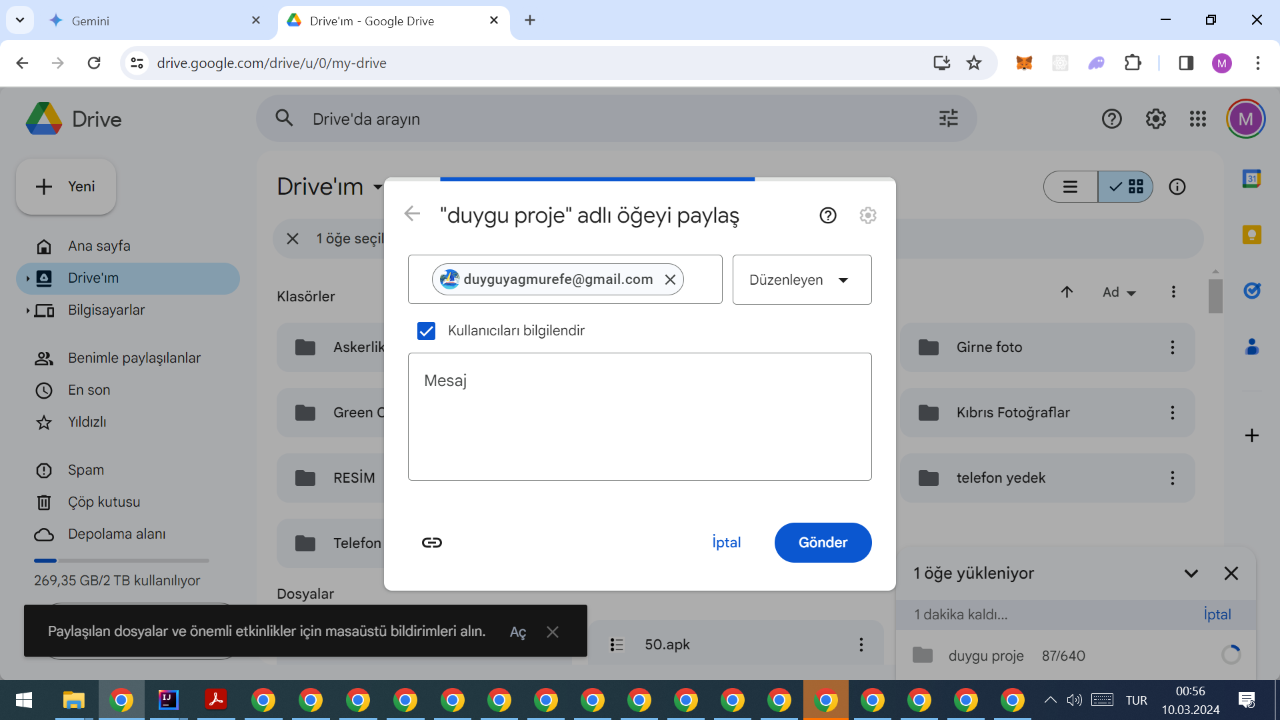 Gemini
Drive'ım - Google Drive
drive.google.com/drive/u/0/my-drive
M
Drive
Drive'da arayın
M
Yeni
Drive'ım
31
"duygu proje" adlı öğeyi paylaş
Ana sayfa
1 öğe seçil
Drive'ım
duyguyagmurefe@gmail.com
Düzenleyen
Klasörler
Ad
Bilgisayarlar
Kullanıcıları bilgilendir
Askerlik
Girne foto
Benimle paylaşılanlar
Mesaj
En son
Green C
Kıbrıs Fotoğraflar
Yıldızlı
Spam
RESİM
telefon yedek
Çöp kutusu
Depolama alanı
Telefon
İptal
Gönder
269,35 GB/2 TB kullanılıyor
1 öğe yükleniyor
Dosyalar
1 dakika kaldı...
İptal
Paylaşılan dosyalar ve önemli etkinlikler için masaüstü bildirimleri alın.
Aç
50.apk
duygu proje
87/640
IJ
TUR
00:56
10.03.2024